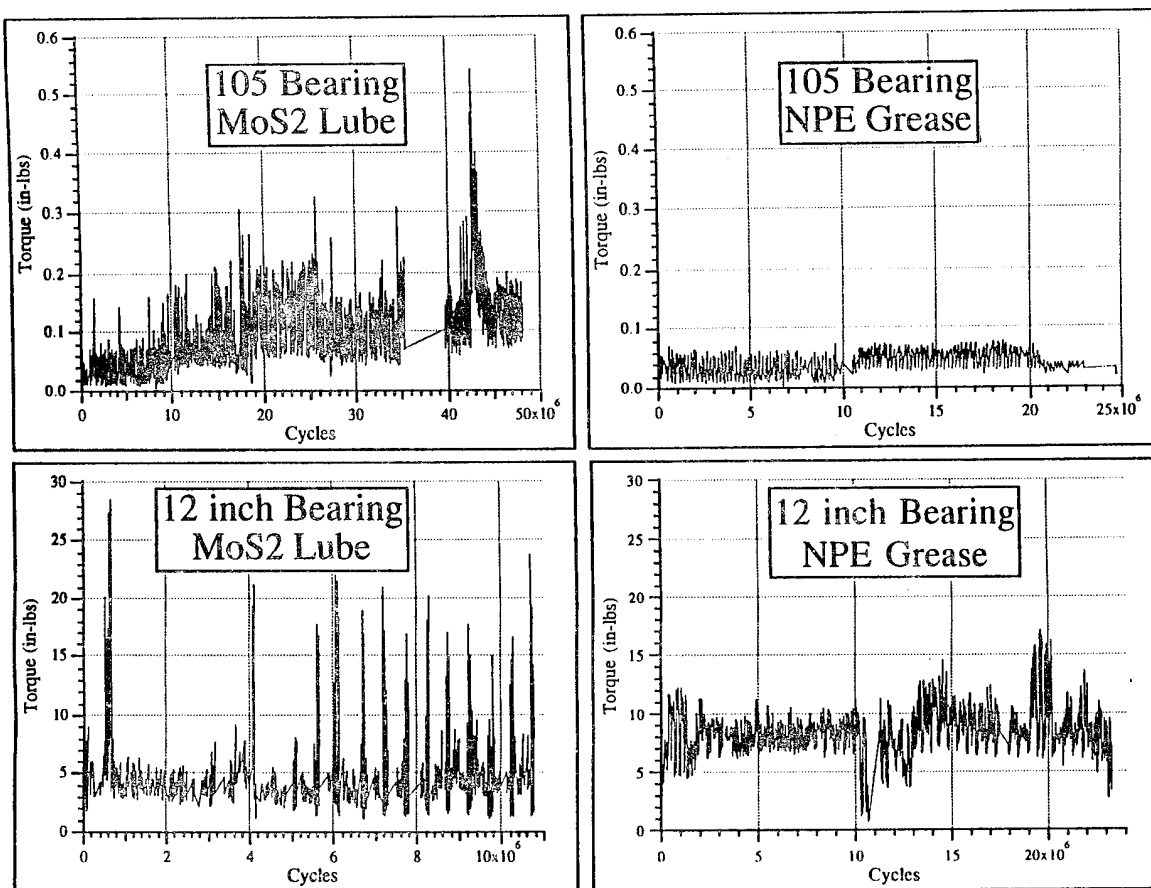 105 Bearing
MoS2 Lube
Torque (in-lbs)
0.6
0.5
0.4
0.3
0.2
0.1
0.0
0 10 20 30 40 50x10^6
Cycles
105 Bearing
NPE Grease
Torque (in-lbs)
0.6
0.5
0.4
0.3
0.2
0.1
0.0
0 5 10 15 20 25x10^6
Cycles
12 inch Bearing
MoS2 Lube
Torque (in-lbs)
30
25
20
15
10
5
0
0 2 4 6 8 10x10^6
Cycles
12 inch Bearing
NPE Grease
Torque (in-lbs)
30
25
20
15
10
5
0
0 5 10 15 20x10^6
Cycles